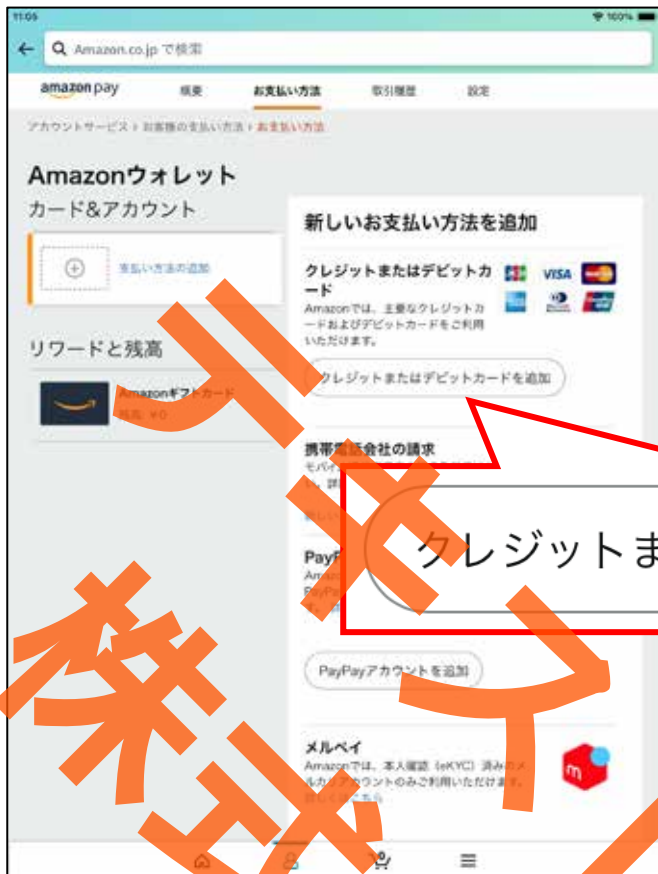 11:05
100%
Amazon.co.jp で検索
amazon pay
概要
お支払い方法
取引履歴
設定
アカウントサービス › お客様の支払い方法 › お支払い方法
Amazonウォレット
カード&アカウント
支払い方法の追加
リワードと残高
Amazonギフトカード
残高: ¥0
新しいお支払い方法を追加
クレジットまたはデビットカ
ード
VISA
Amazonでは、主要なクレジットカ
ードおよびデビットカードをご利用
いただけます。
クレジットまたはデビットカードを追加
携帯電話会社の請求
クレジットま
PayPayアカウントを追加
メルペイ
Amazonでは、本人確認 (eKYC) 済みのメ
ルカリアカウントのみご利用いただけます。
詳しくはこちら
株式